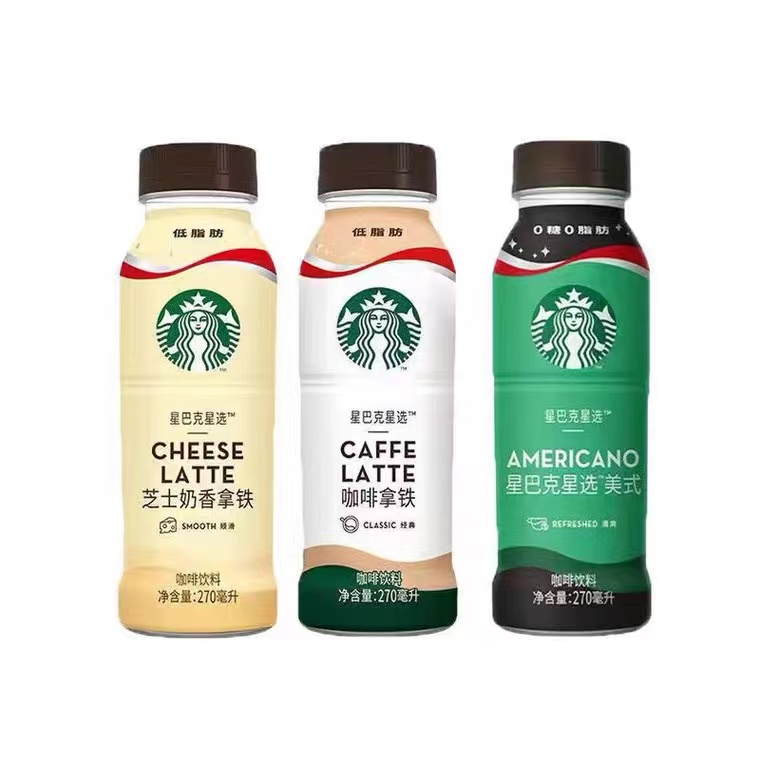 低脂肪
星巴克星选™
CHEESE
LATTE
芝士奶香拿铁
SMOOTH 顺滑
咖啡饮料
净含量:270毫升
低脂肪
星巴克星选™
CAFFE
LATTE
咖啡拿铁
CLASSIC 经典
咖啡饮料
净含量:270毫升
0糖0脂肪
星巴克星选™
AMERICANO
星巴克星选™美式
REFRESHED 清爽
咖啡饮料
净含量:270毫升